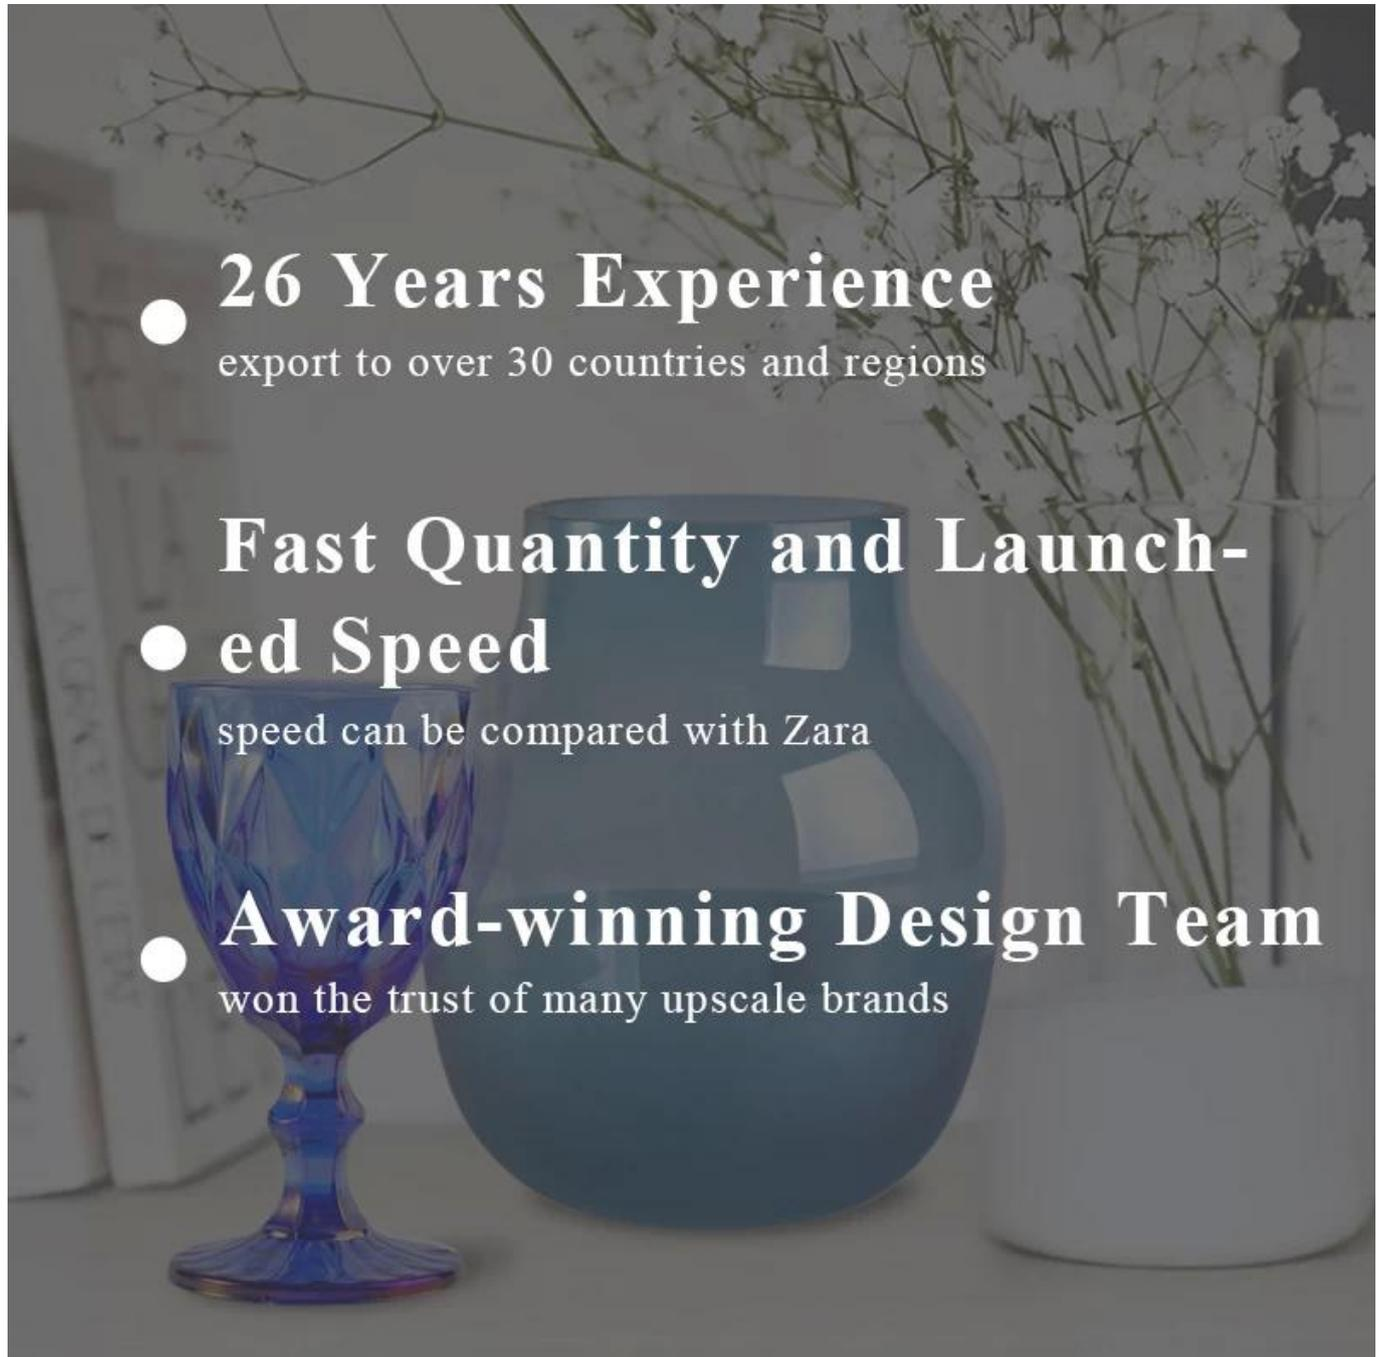 26 Years Experience
export to over 30 countries and regions
Fast Quantity and Launch-
ed Speed
speed can be compared with Zara
Award-winning Design Team
won the trust of many upscale brands